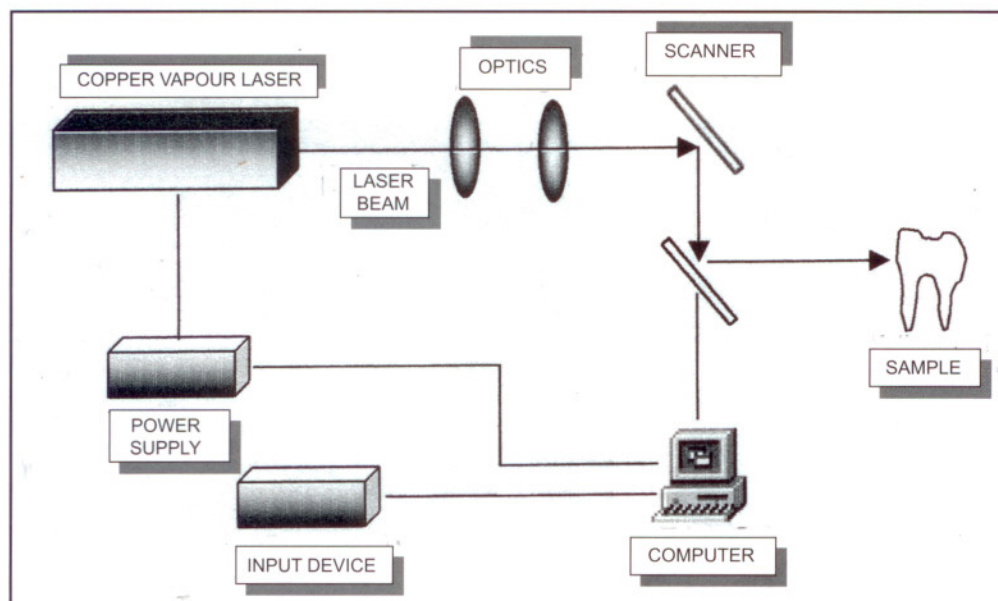 COPPER VAPOUR LASER
OPTICS
SCANNER
LASER
BEAM
SAMPLE
POWER
SUPPLY
INPUT DEVICE
COMPUTER